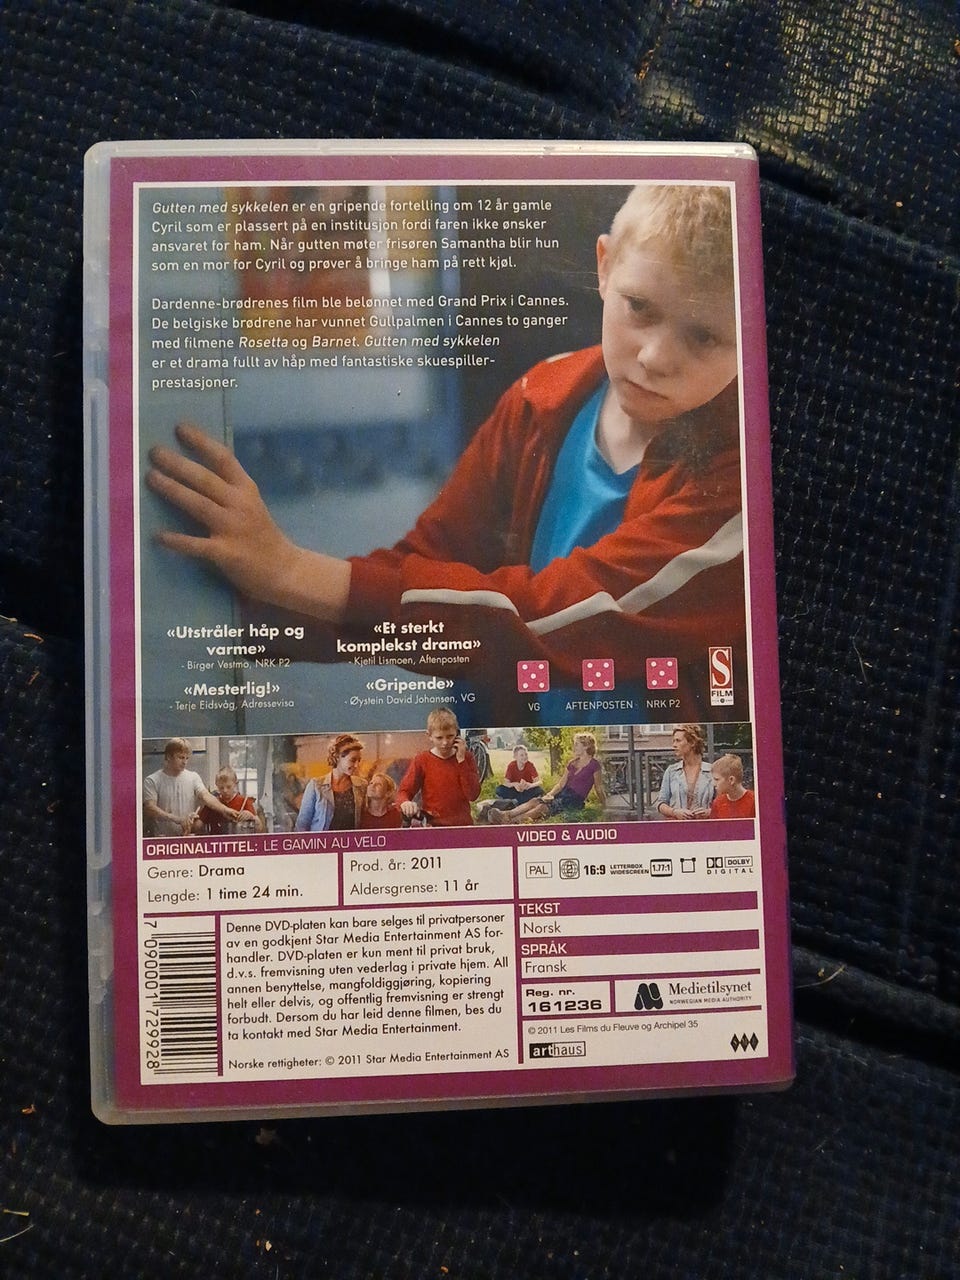 Gutten med sykkelen er en gripende fortelling om 12 år gamle
Cyril som er plassert på en institusjon fordi faren ikke ønsker
ansvaret for ham. Når gutten møter frisøren Samantha blir hun
som en mor for Cyril og prøver å bringe ham på rett kjøl.
Dardenne-brødrenes film ble belønnet med Grand Prix i Cannes.
De belgiske brødrene har vunnet Gullpalmen i Cannes to ganger
med filmene Rosetta og Barnet. Gutten med sykkelen
er et drama fullt av håp med fantastiske skuespiller-
prestasjoner.
«Utstråler håp og
varme»
- Birger Vestmo, NRK P2
«Et sterkt
komplekst drama»
- Kjetil Lismoen, Aftenposten
«Mesterlig!»
- Terje Eidsvåg, Adressevisa
«Gripende»
- Øystein David Johansen, VG
VG
AFTENPOSTEN
NRK P2
S
FILM
ORIGINALTITTEL: LE GAMIN AU VELO
Genre: Drama
Lengde: 1 time 24 min.
Prod. år: 2011
Aldersgrense: 11 år
VIDEO & AUDIO
PAL
16:9
LETTERBOX
WIDESCREEN
1.77:1
DOLBY
DIGITAL
TEKST
Norsk
SPRÅK
Fransk
Reg. nr.
161236
Medietilsynet
NORWEGIAN MEDIA AUTHORITY
7090001729928
Denne DVD-platen kan bare selges til privatpersoner
av en godkjent Star Media Entertainment AS for-
handler. DVD-platen er kun ment til privat bruk,
d.v.s. fremvisning uten vederlag i private hjem. All
annen benyttelse, mangfoldiggjøring, kopiering
helt eller delvis, og offentlig fremvisning er strengt
forbudt. Dersom du har leid denne filmen, bes du
ta kontakt med Star Media Entertainment.
Norske rettigheter: © 2011 Star Media Entertainment AS
© 2011 Les Films du Fleuve og Archipel 35
arthaus